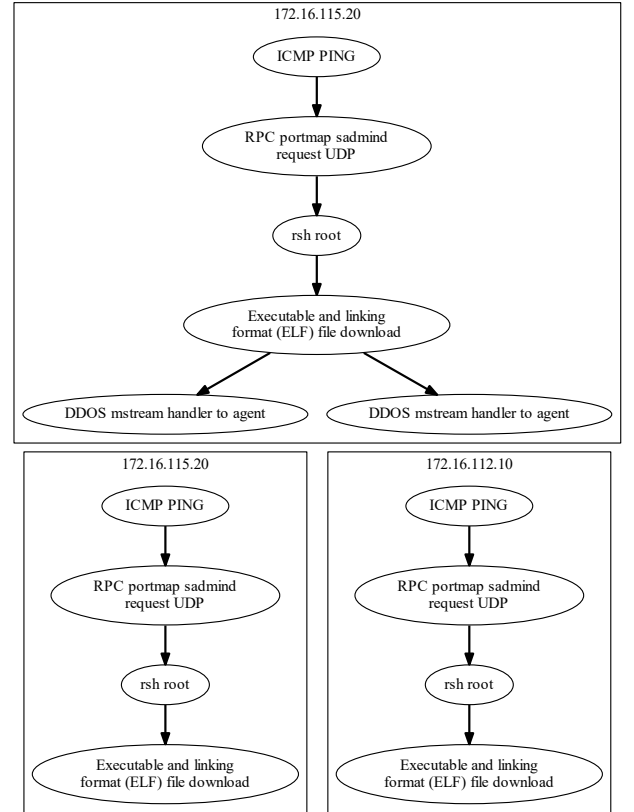 172.16.115.20
ICMP PING
RPC portmap sadmind
request UDP
rsh root
Executable and linking
format (ELF) file download
DDOS mstream handler to agent
DDOS mstream handler to agent
172.16.115.20
ICMP PING
RPC portmap sadmind
request UDP
rsh root
Executable and linking
format (ELF) file download
172.16.112.10
ICMP PING
RPC portmap sadmind
request UDP
rsh root
Executable and linking
format (ELF) file download